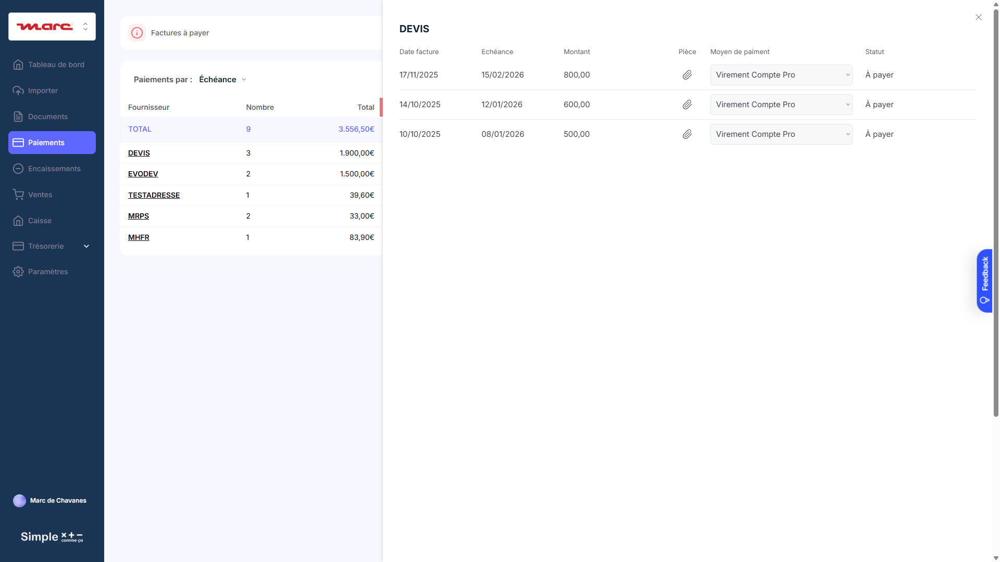 marc
Tableau de bord
Importer
Documents
Paiements
Encaissements
Ventes
Caisse
Trésorerie
Paramètres
Marc de Chavanes
Simple comme ça
Factures à payer
Paiements par : Échéance
Fournisseur Nombre Total
TOTAL 9 3.556,50€
DEVIS 3 1.900,00€
EVODEV 2 1.500,00€
TESTADRESSE 1 39,60€
MRPS 2 33,00€
MHFR 1 83,90€
DEVIS
Date facture Echéance Montant Pièce Moyen de paiment Statut
17/11/2025 15/02/2026 800,00 Virement Compte Pro À payer
14/10/2025 12/01/2026 600,00 Virement Compte Pro À payer
10/10/2025 08/01/2026 500,00 Virement Compte Pro À payer
Feedback